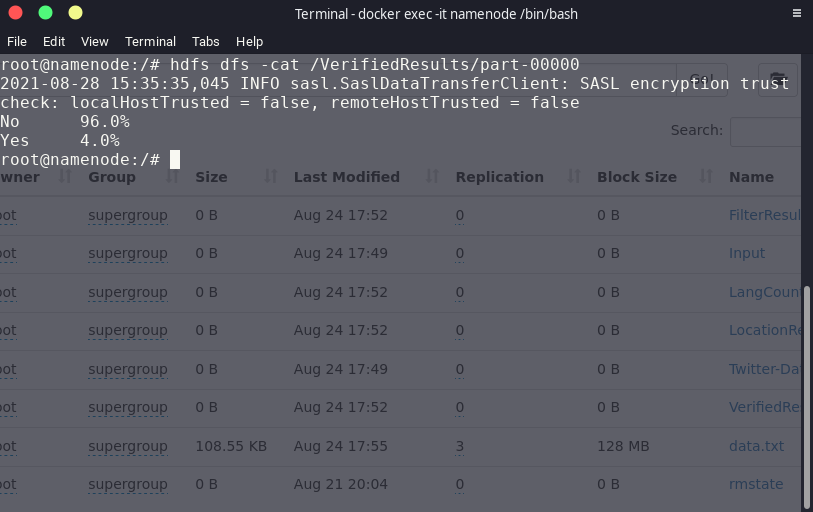 Terminal - docker exec -it namenode /bin/bash
File Edit View Terminal Tabs Help
root@namenode:/# hdfs dfs -cat /VerifiedResults/part-00000
2021-08-28 15:35:35,045 INFO sasl.SaslDataTransferClient: SASL encryption trust
check: localHostTrusted = false, remoteHostTrusted = false
No 96.0%
Yes 4.0%
root@namenode:/#
Search:
wner Group Size Last Modified Replication Block Size Name
oot supergroup 0 B Aug 24 17:52 0 0 B FilterResul
oot supergroup 0 B Aug 24 17:49 0 0 B Input
oot supergroup 0 B Aug 24 17:52 0 0 B LangCount
oot supergroup 0 B Aug 24 17:52 0 0 B LocationRe
oot supergroup 0 B Aug 24 17:49 0 0 B Twitter-Da
oot supergroup 0 B Aug 24 17:52 0 0 B VerifiedRe
oot supergroup 108.55 KB Aug 24 17:55 3 128 MB data.txt
oot supergroup 0 B Aug 21 20:04 0 0 B rmstate